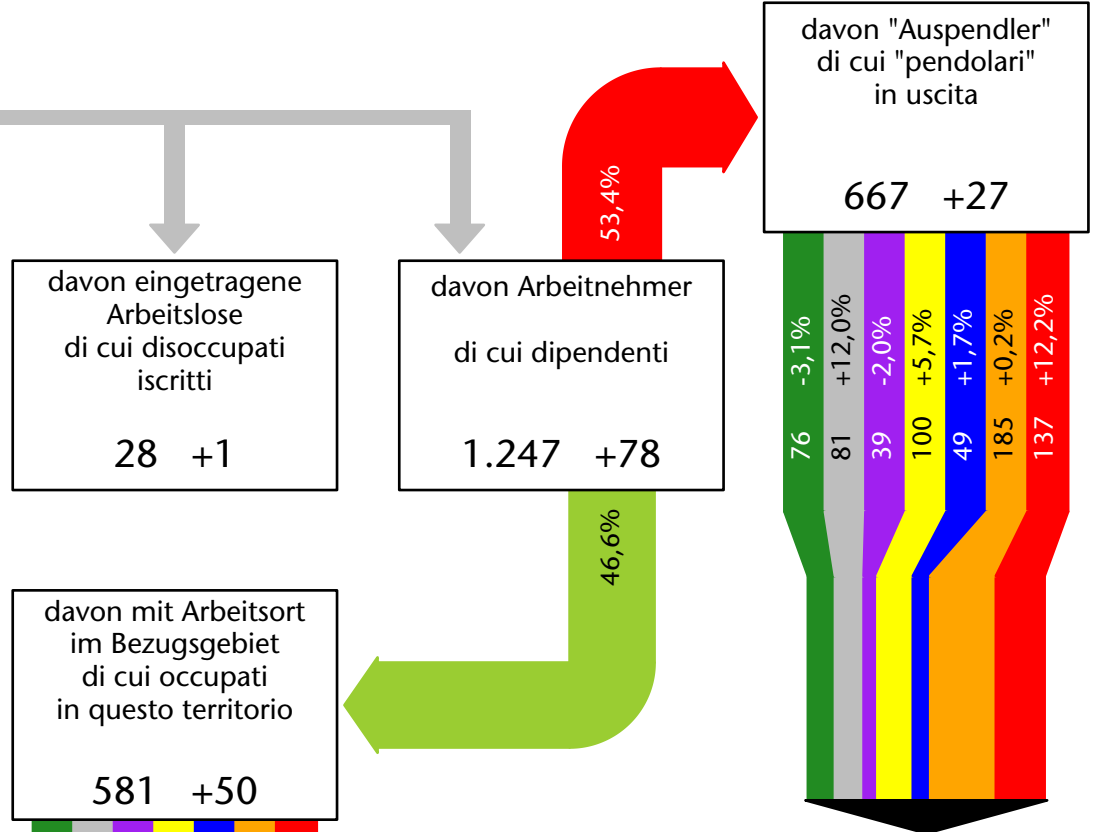 davon "Auspendler"
di cui "pendolari"
in uscita
667 +27
53,4%
davon eingetragene
Arbeitslose
di cui disoccupati
iscritti
28 +1
davon Arbeitnehmer
di cui dipendenti
1.247 +78
76 -3,1%
81 +12,0%
39 -2,0%
100 +5,7%
49 +1,7%
185 +0,2%
137 +12,2%
46,6%
davon mit Arbeitsort
im Bezugsgebiet
di cui occupati
in questo territorio
581 +50